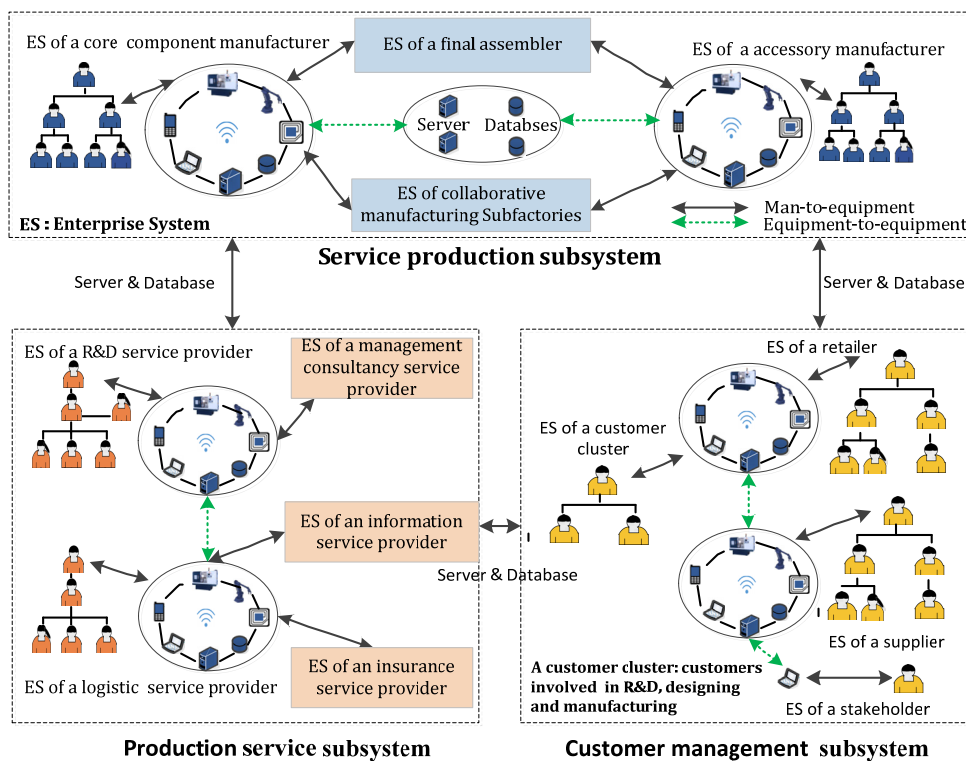 ES of a core component manufacturer
ES of a final assembler
ES of a accessory manufacturer
Server Databses
ES of collaborative
manufacturing Subfactories
ES : Enterprise System
Man-to-equipment
Equipment-to-equipment
Service production subsystem
Server & Database
Server & Database
ES of a R&D service provider
ES of a management
consultancy service
provider
ES of an information
service provider
ES of a logistic service provider
ES of an insurance
service provider
Production service subsystem
Server & Database
ES of a retailer
ES of a customer
cluster
ES of a supplier
A customer cluster: customers
involved in R&D, designing
and manufacturing
ES of a stakeholder
Customer management subsystem